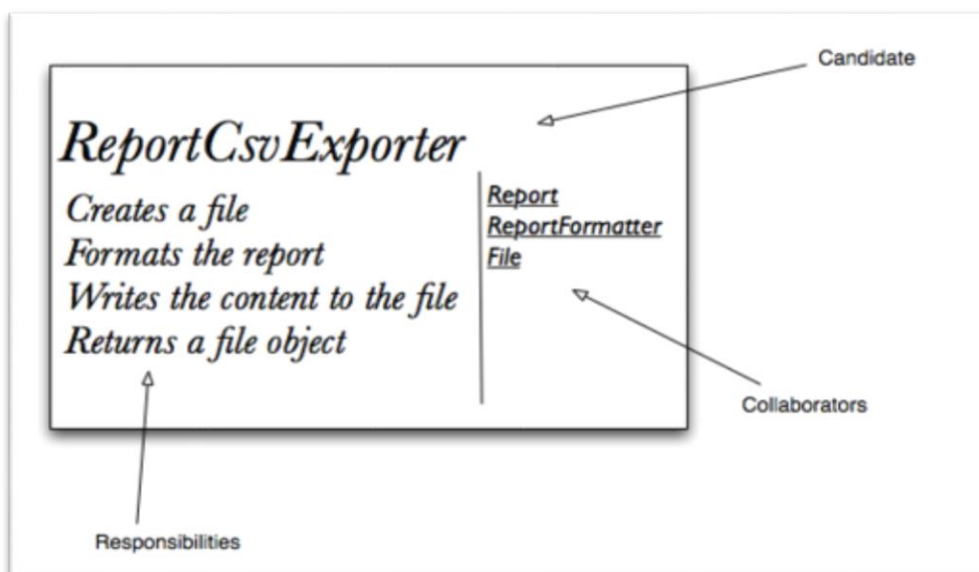 Candidate
ReportCsvExporter
Creates a file
Formats the report
Writes the content to the file
Returns a file object
Report
ReportFormatter
File
Collaborators
Responsibilities